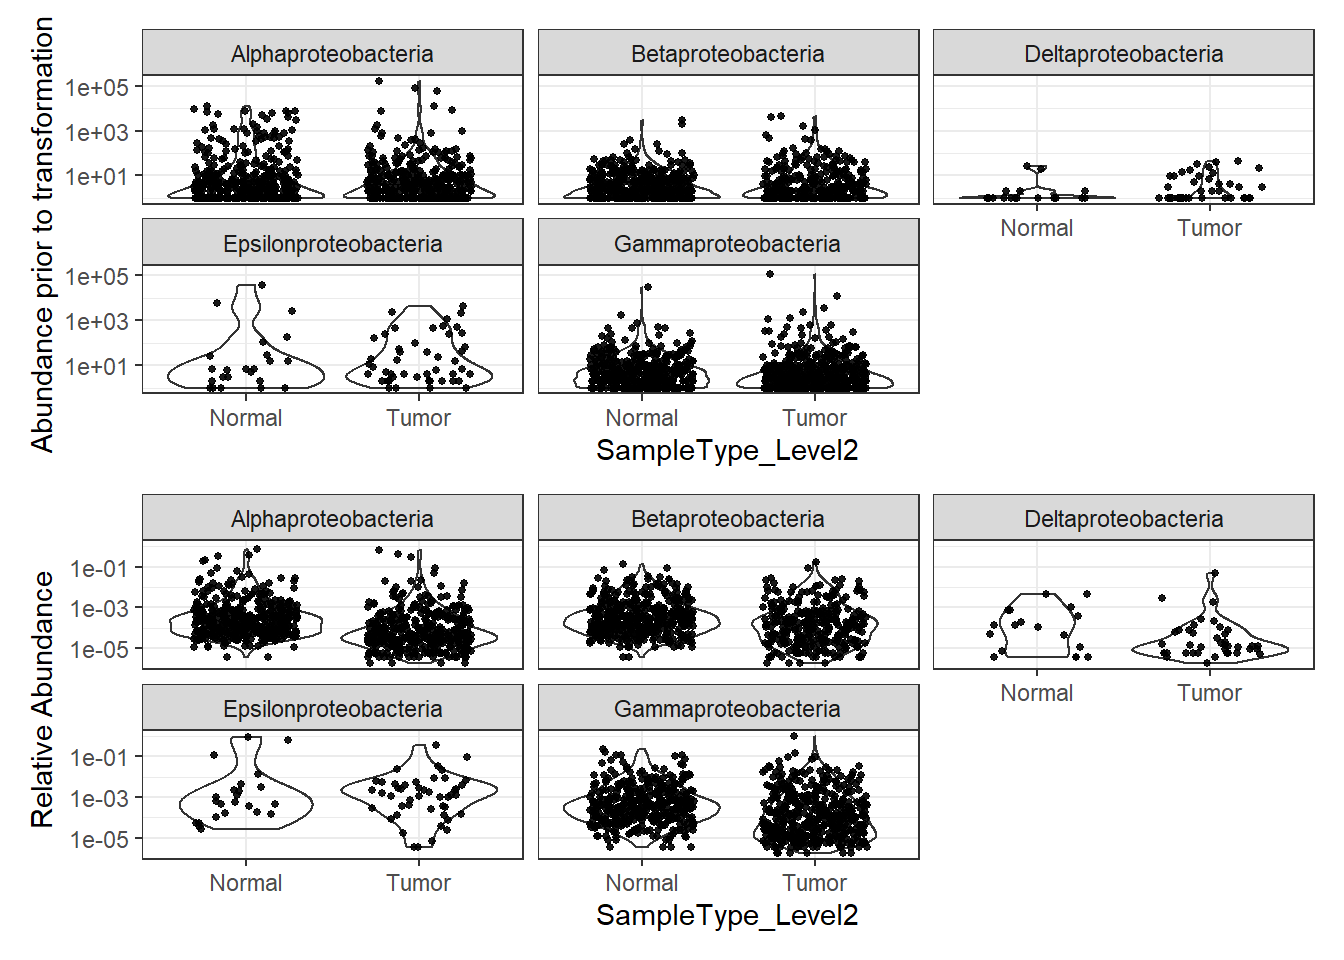 Abundance prior to transformation
Alphaproteobacteria Betaproteobacteria Deltaproteobacteria
1e+05
1e+03
1e+01
Normal Tumor
Epsilonproteobacteria Gammaproteobacteria
1e+05
1e+03
1e+01
Normal Tumor Normal Tumor
SampleType_Level2
Relative Abundance
Alphaproteobacteria Betaproteobacteria Deltaproteobacteria
1e-01
1e-03
1e-05
Normal Tumor
Epsilonproteobacteria Gammaproteobacteria
1e-01
1e-03
1e-05
Normal Tumor Normal Tumor
SampleType_Level2